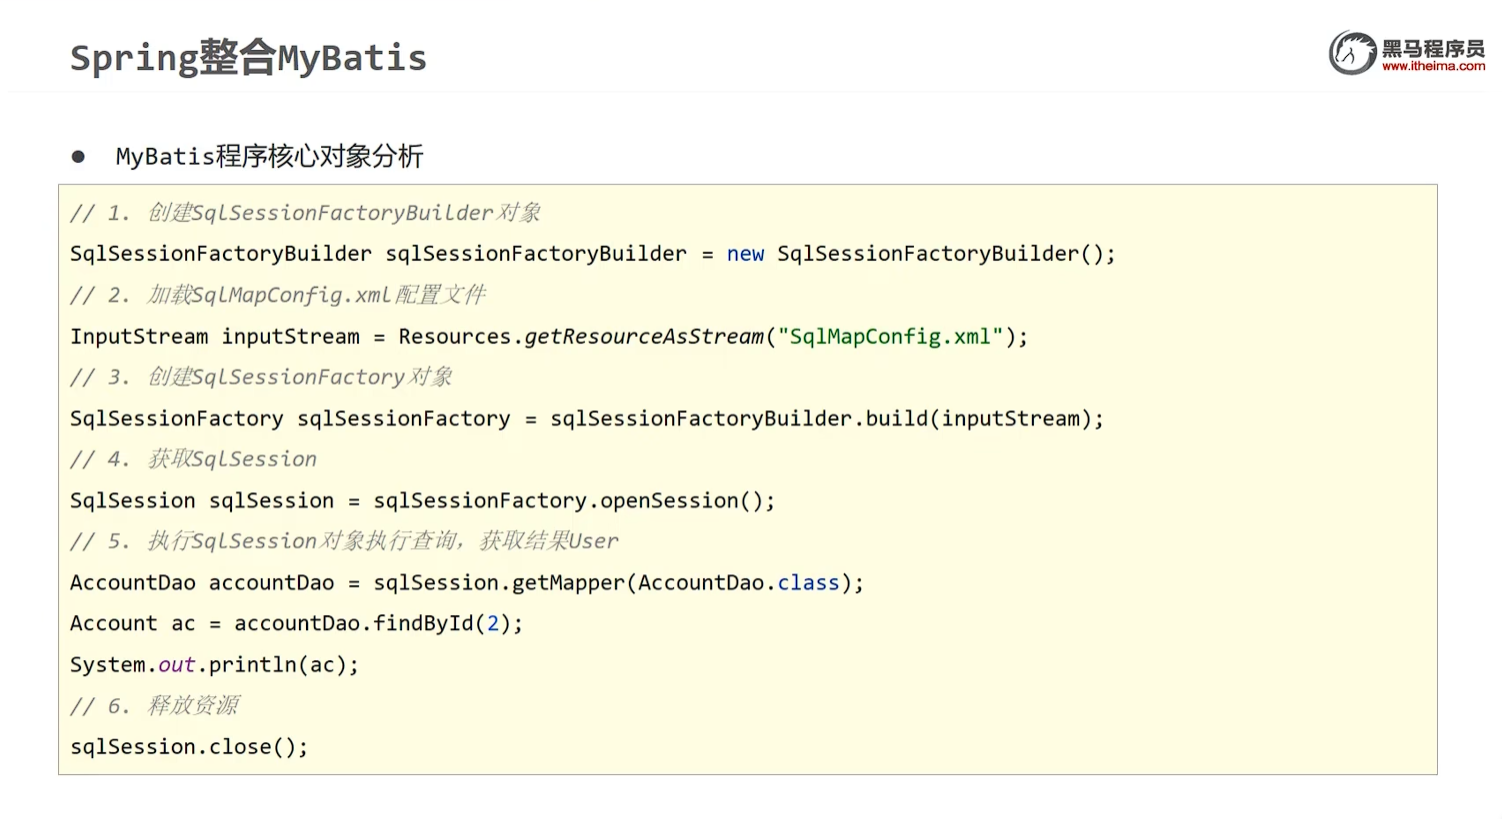 Spring整合MyBatis
黑马程序员
www.itheima.com
● MyBatis程序核心对象分析
// 1. 创建SqlSessionFactoryBuilder对象
SqlSessionFactoryBuilder sqlSessionFactoryBuilder = new SqlSessionFactoryBuilder();
// 2. 加载SqlMapConfig.xml配置文件
InputStream inputStream = Resources.getResourceAsStream("SqlMapConfig.xml");
// 3. 创建SqlSessionFactory对象
SqlSessionFactory sqlSessionFactory = sqlSessionFactoryBuilder.build(inputStream);
// 4. 获取SqlSession
SqlSession sqlSession = sqlSessionFactory.openSession();
// 5. 执行SqlSession对象执行查询，获取结果User
AccountDao accountDao = sqlSession.getMapper(AccountDao.class);
Account ac = accountDao.findById(2);
System.out.println(ac);
// 6. 释放资源
sqlSession.close();